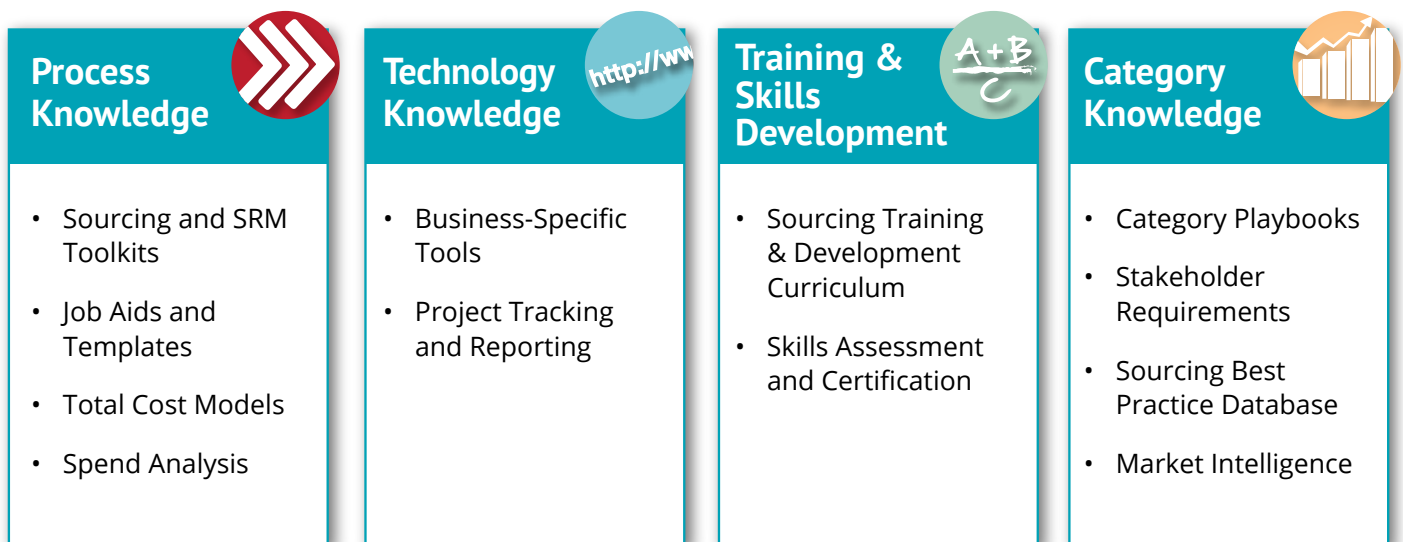 Process
Knowledge
• Sourcing and SRM
Toolkits
• Job Aids and
Templates
• Total Cost Models
• Spend Analysis
Technology
Knowledge
http://ww
• Business-Specific
Tools
• Project Tracking
and Reporting
Training &
Skills
Development
A+B
C
• Sourcing Training
& Development
Curriculum
• Skills Assessment
and Certification
Category
Knowledge
• Category Playbooks
• Stakeholder
Requirements
• Sourcing Best
Practice Database
• Market Intelligence